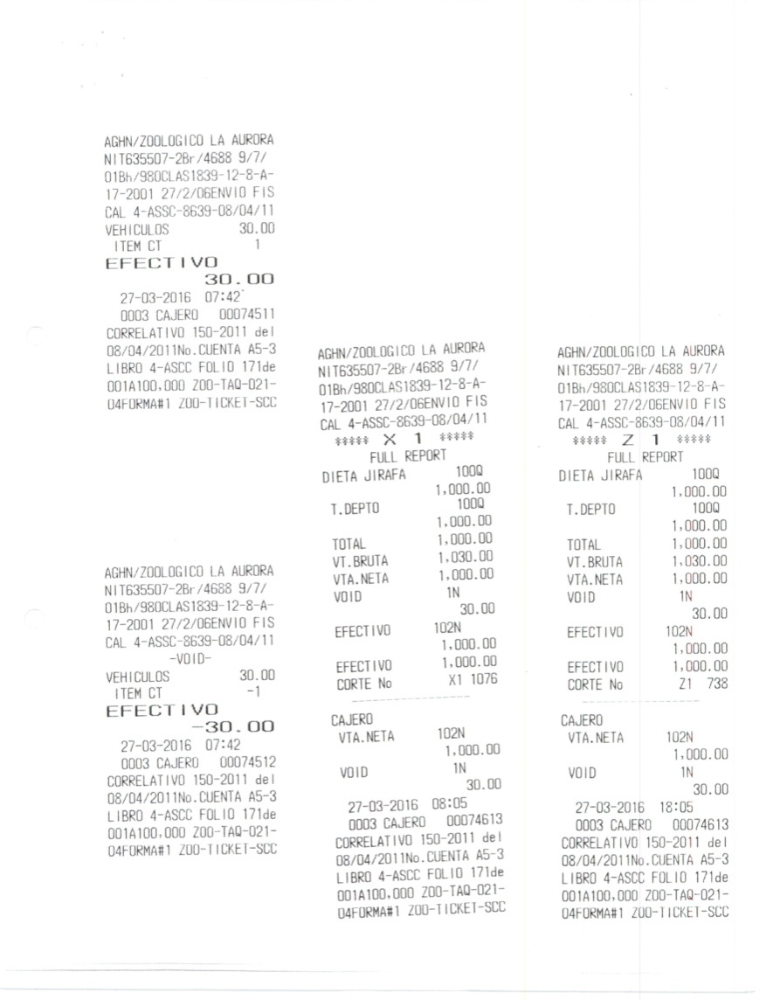 AGHN/ZOOLOGICO LA AURORA
NIT635507-2Br/4688 9/7/
01Bh/980CLAS1839-12-8-A-
17-2001 27/2/06ENVIO FIS
CAL 4-ASSC-8639-08/04/11
VEHICULOS 30.00
ITEM CT 1
EFECTIVO
30.00
27-03-2016 07:42
0003 CAJERO 00074511
CORRELATIVO 150-2011 del
08/04/2011No.CUENTA A5-3
LIBRO 4-ASCC FOLIO 171de
001A100,000 ZOO-TAQ-021-
04FORMA#1 ZOO-TICKET-SCC
AGHN/ZOOLOGICO LA AURORA
NIT635507-2Br/4688 9/7/
01Bh/980CLAS1839-12-8-A-
17-2001 27/2/06ENVIO FIS
CAL 4-ASSC-8639-08/04/11
-VOID-
VEHICULOS 30.00
ITEM CT -1
EFECTIVO
-30.00
27-03-2016 07:42
0003 CAJERO 00074512
CORRELATIVO 150-2011 del
08/04/2011No.CUENTA A5-3
LIBRO 4-ASCC FOLIO 171de
001A100,000 ZOO-TAQ-021-
04FORMA#1 ZOO-TICKET-SCC
AGHN/ZOOLOGICO LA AURORA
NIT635507-2Br/4688 9/7/
01Bh/980CLAS1839-12-8-A-
17-2001 27/2/06ENVIO FIS
CAL 4-ASSC-8639-08/04/11
***** X 1 *****
FULL REPORT
DIETA JIRAFA 100Q
1,000.00
T.DEPTO 100Q
1,000.00
TOTAL 1,000.00
VT.BRUTA 1,030.00
VTA.NETA 1,000.00
VOID 1N
30.00
EFECTIVO 102N
1,000.00
EFECTIVO 1,000.00
CORTE No X1 1076
CAJERO
VTA.NETA 102N
1,000.00
VOID 1N
30.00
27-03-2016 08:05
0003 CAJERO 00074613
CORRELATIVO 150-2011 del
08/04/2011No.CUENTA A5-3
LIBRO 4-ASCC FOLIO 171de
001A100,000 ZOO-TAQ-021-
04FORMA#1 ZOO-TICKET-SCC
AGHN/ZOOLOGICO LA AURORA
NIT635507-2Br/4688 9/7/
01Bh/980CLAS1839-12-8-A-
17-2001 27/2/06ENVIO FIS
CAL 4-ASSC-8639-08/04/11
***** Z 1 *****
FULL REPORT
DIETA JIRAFA 100Q
1,000.00
T.DEPTO 100Q
1,000.00
TOTAL 1,000.00
VT.BRUTA 1,030.00
VTA.NETA 1,000.00
VOID 1N
30.00
EFECTIVO 102N
1,000.00
EFECTIVO 1,000.00
CORTE No Z1 738
CAJERO
VTA.NETA 102N
1,000.00
VOID 1N
30.00
27-03-2016 18:05
0003 CAJERO 00074613
CORRELATIVO 150-2011 del
08/04/2011No.CUENTA A5-3
LIBRO 4-ASCC FOLIO 171de
001A100,000 ZOO-TAQ-021-
04FORMA#1 ZOO-TICKET-SCC